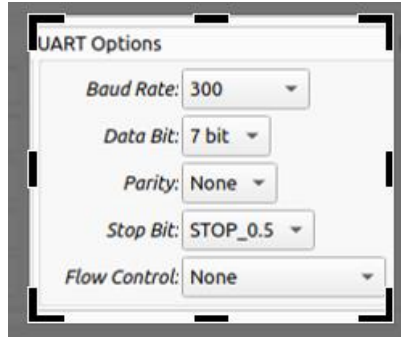 UART Options
Baud Rate: 300
Data Bit: 7 bit
Parity: None
Stop Bit: STOP_0.5
Flow Control: None